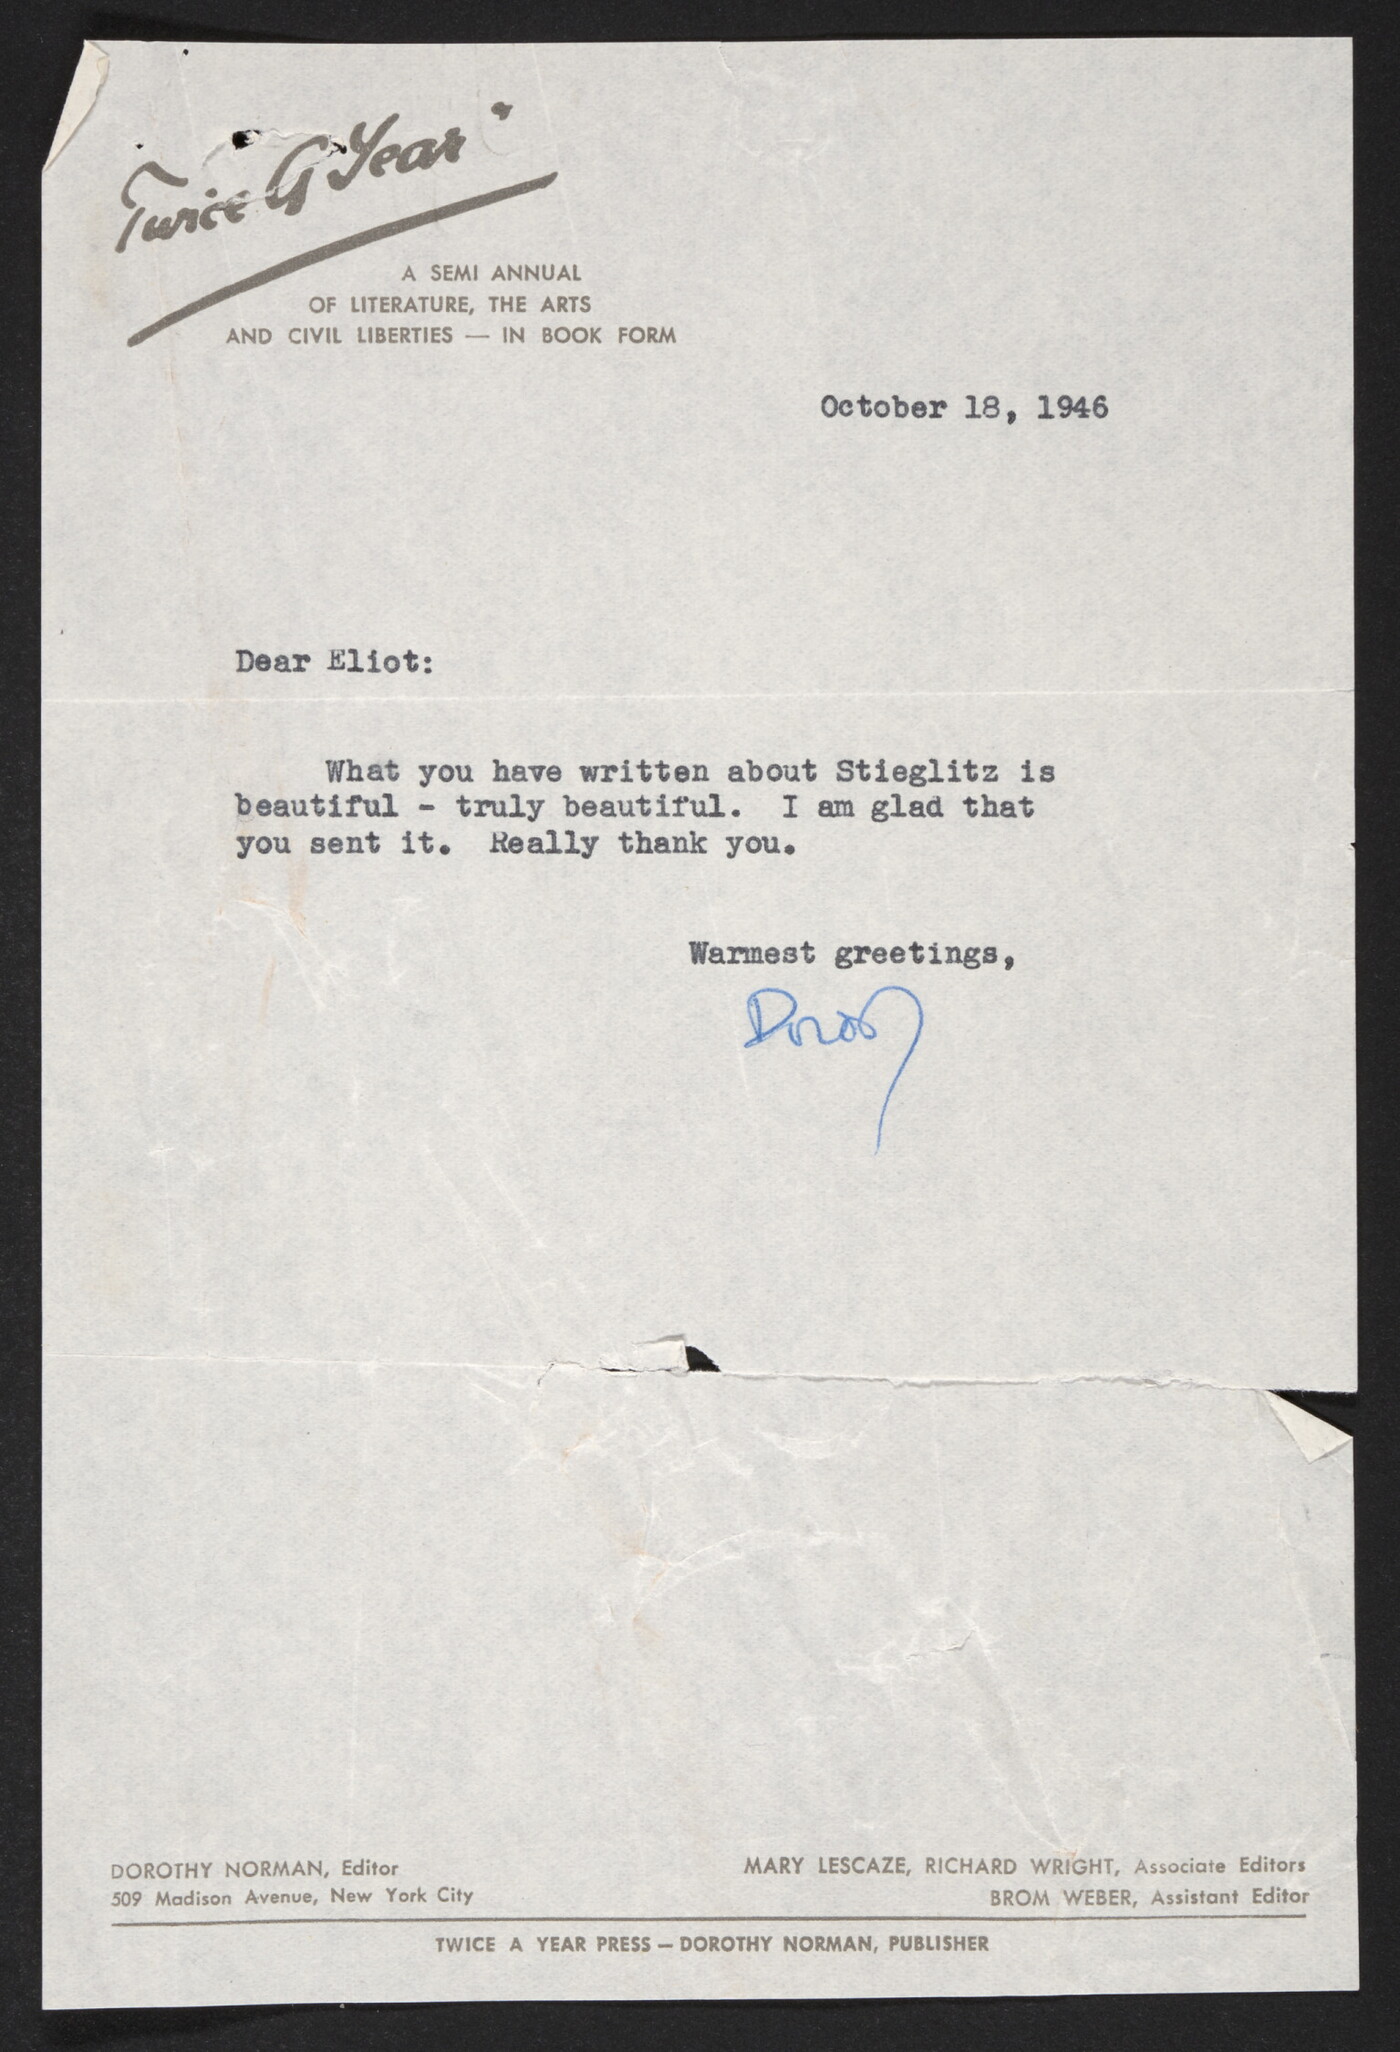 "Twice A Year"
A SEMI ANNUAL
OF LITERATURE, THE ARTS
AND CIVIL LIBERTIES — IN BOOK FORM
October 18, 1946
Dear Eliot:
What you have written about Stieglitz is
beautiful - truly beautiful. I am glad that
you sent it. Really thank you.
Warmest greetings,
Dorothy
DOROTHY NORMAN, Editor
509 Madison Avenue, New York City
MARY LESCAZE, RICHARD WRIGHT, Associate Editors
BROM WEBER, Assistant Editor
TWICE A YEAR PRESS — DOROTHY NORMAN, PUBLISHER